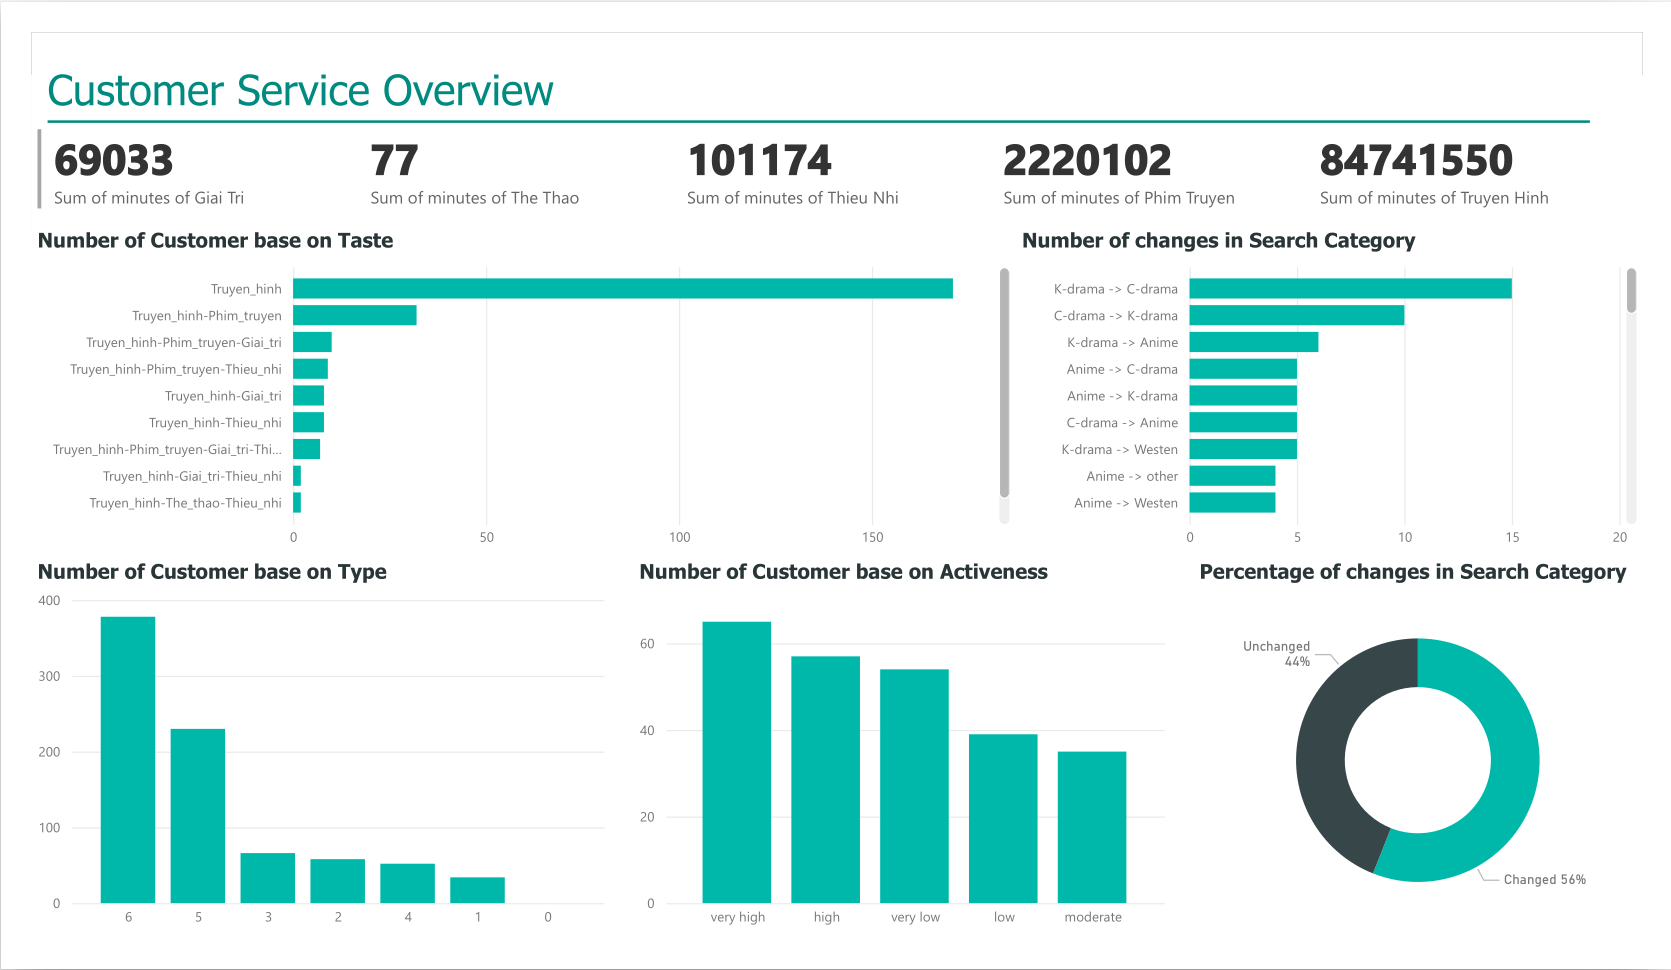 Customer Service Overview
69033
Sum of minutes of Giai Tri
77
Sum of minutes of The Thao
101174
Sum of minutes of Thieu Nhi
2220102
Sum of minutes of Phim Truyen
84741550
Sum of minutes of Truyen Hinh
Number of Customer base on Taste
Truyen_hinh
Truyen_hinh-Phim_truyen
Truyen_hinh-Phim_truyen-Giai_tri
Truyen_hinh-Phim_truyen-Thieu_nhi
Truyen_hinh-Giai_tri
Truyen_hinh-Thieu_nhi
Truyen_hinh-Phim_truyen-Giai_tri-Thi...
Truyen_hinh-Giai_tri-Thieu_nhi
Truyen_hinh-The_thao-Thieu_nhi
0 50 100 150
Number of changes in Search Category
K-drama -> C-drama
C-drama -> K-drama
K-drama -> Anime
Anime -> C-drama
Anime -> K-drama
C-drama -> Anime
K-drama -> Westen
Anime -> other
Anime -> Westen
0 5 10 15 20
Number of Customer base on Type
400
300
200
100
0
6 5 3 2 4 1 0
Number of Customer base on Activeness
60
40
20
0
very high high very low low moderate
Percentage of changes in Search Category
Unchanged
44%
Changed 56%